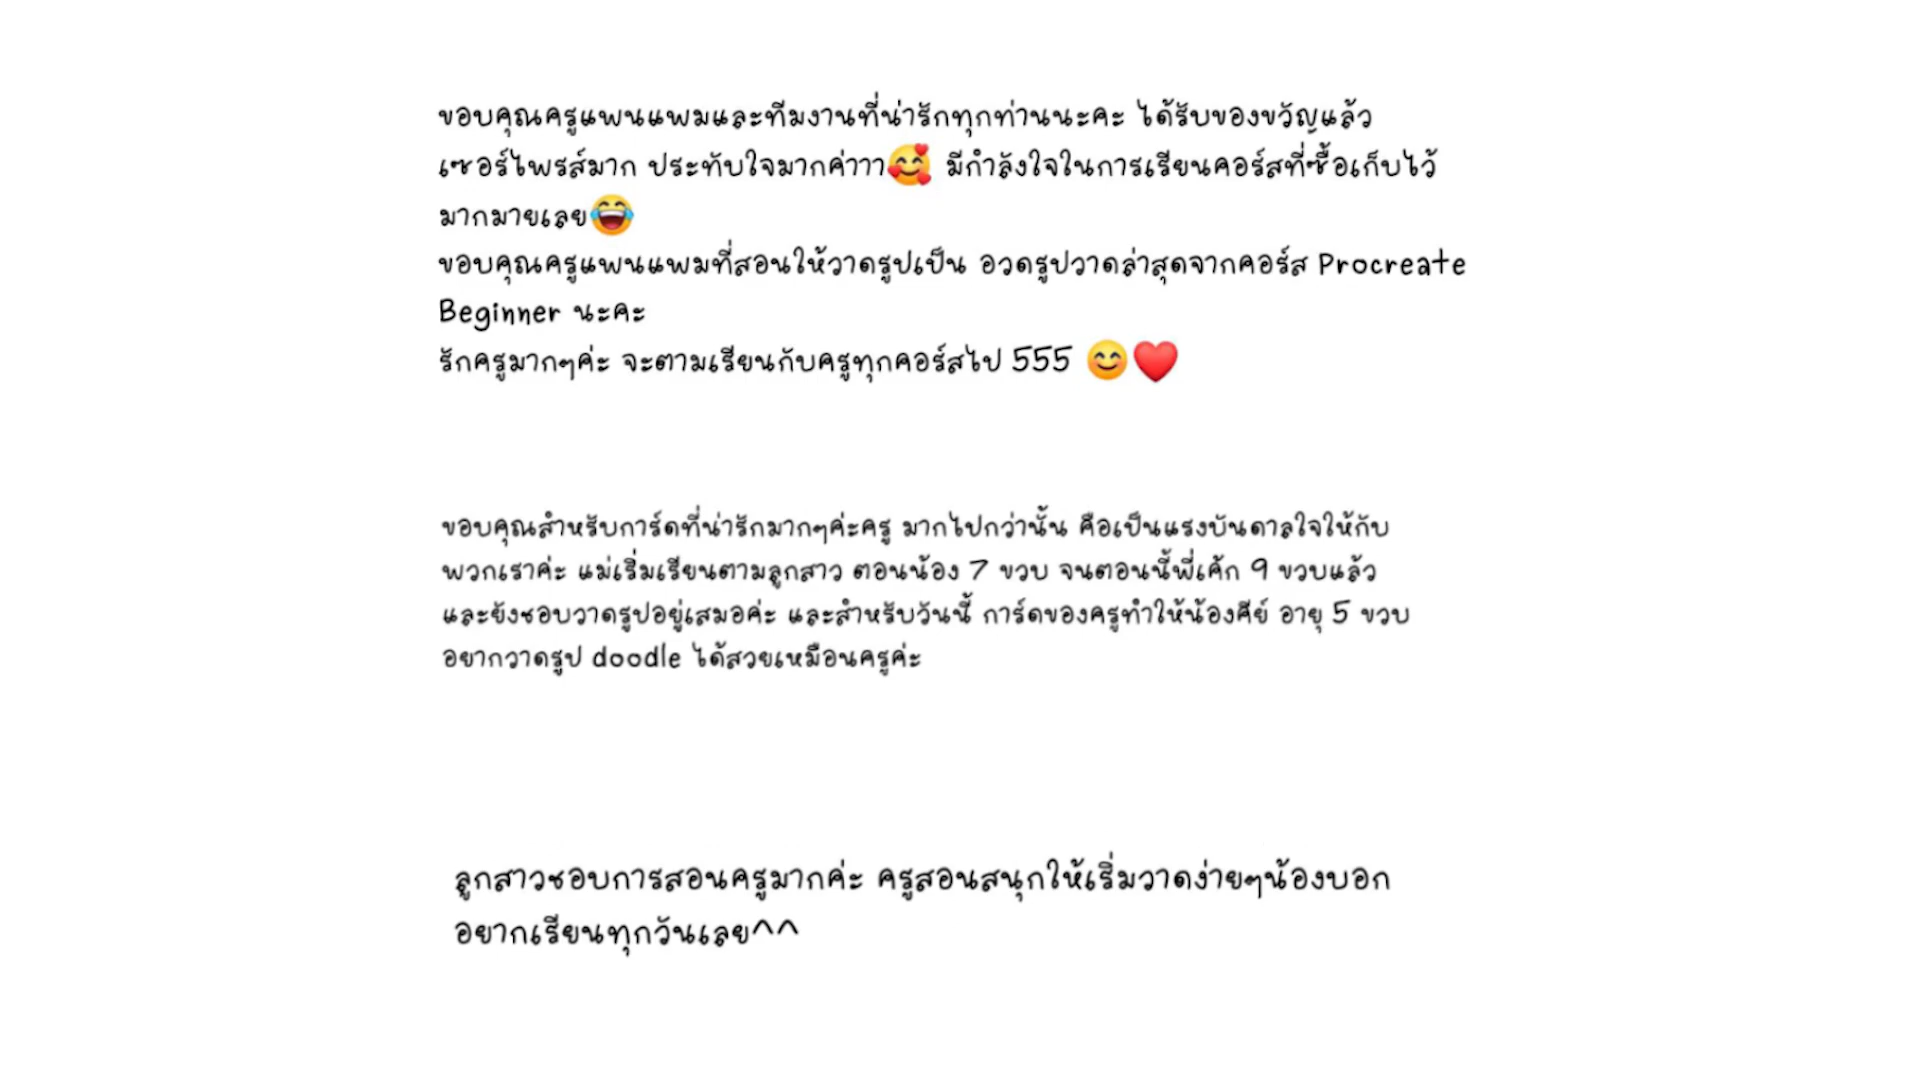 ขอบคุณครูแพนแพมและทีมงานที่น่ารักทุกท่านนะคะ ได้รับของขวัญแล้ว
เซอร์ไพรส์มาก ประทับใจมากค่าาา🥰 มีกำลังใจในการเรียนคอร์สที่ซื้อเก็บไว้
มากมายเลย😂
ขอบคุณครูแพนแพมที่สอนให้วาดรูปเป็น อวดรูปวาดล่าสุดจากคอร์ส Procreate
Beginner นะคะ
รักครูมากๆค่ะ จะตามเรียนกับครูทุกคอร์สไป 555 😊❤️
ขอบคุณสำหรับการ์ดที่น่ารักมากๆค่ะครู มากไปกว่านั้น คือเป็นแรงบันดาลใจให้กับ
พวกเราค่ะ แม่เริ่มเรียนตามลูกสาว ตอนน้อง 7 ขวบ จนตอนนี้พี่เค้ก 9 ขวบแล้ว
และยังชอบวาดรูปอยู่เสมอค่ะ และสำหรับวันนี้ การ์ดของครูทำให้น้องคีย์ อายุ 5 ขวบ
อยากวาดรูป doodle ได้สวยเหมือนครูค่ะ
ลูกสาวชอบการสอนครูมากค่ะ ครูสอนสนุกให้เริ่มวาดง่ายๆน้องบอก
อยากเรียนทุกวันเลย^^